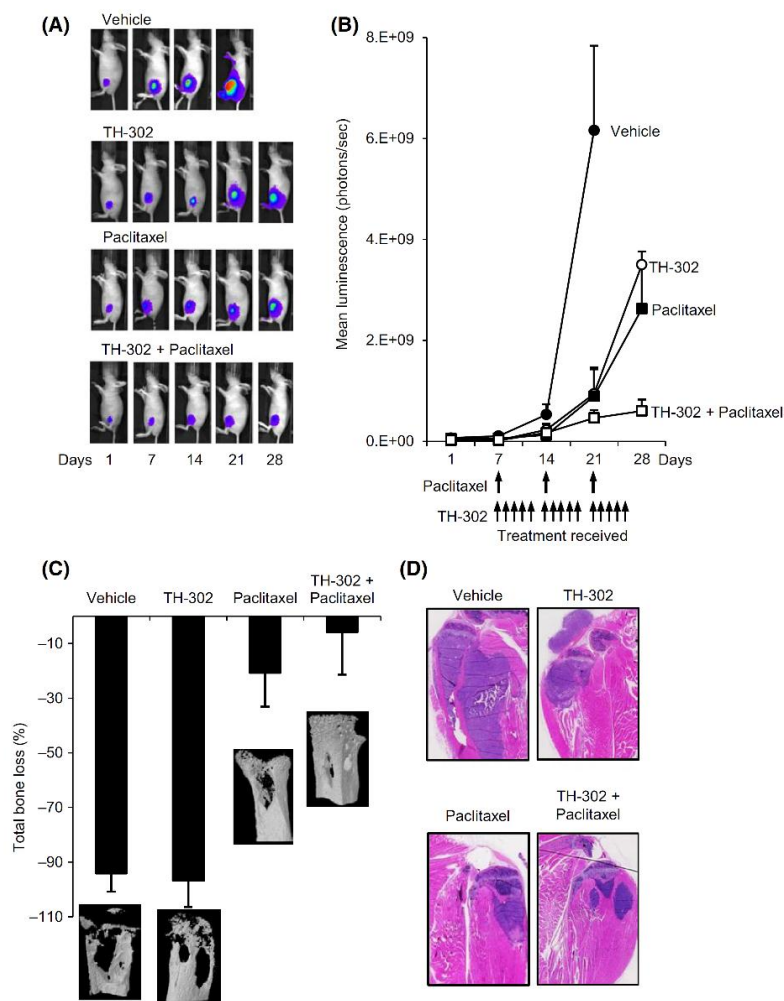 (A)
Vehicle
TH-302
Paclitaxel
TH-302 + Paclitaxel
Days 1 7 14 21 28
(B)
Mean luminescence (photons/sec)
8.E+09
6.E+09
4.E+09
2.E+09
0.E+00
Vehicle
TH-302
Paclitaxel
TH-302 + Paclitaxel
1 7 14 21 28 Days
Paclitaxel
TH-302
Treatment received
(C)
Vehicle TH-302 Paclitaxel TH-302 + Paclitaxel
Total bone loss (%)
–10
–30
–50
–70
–90
–110
(D)
Vehicle TH-302
Paclitaxel TH-302 +
Paclitaxel